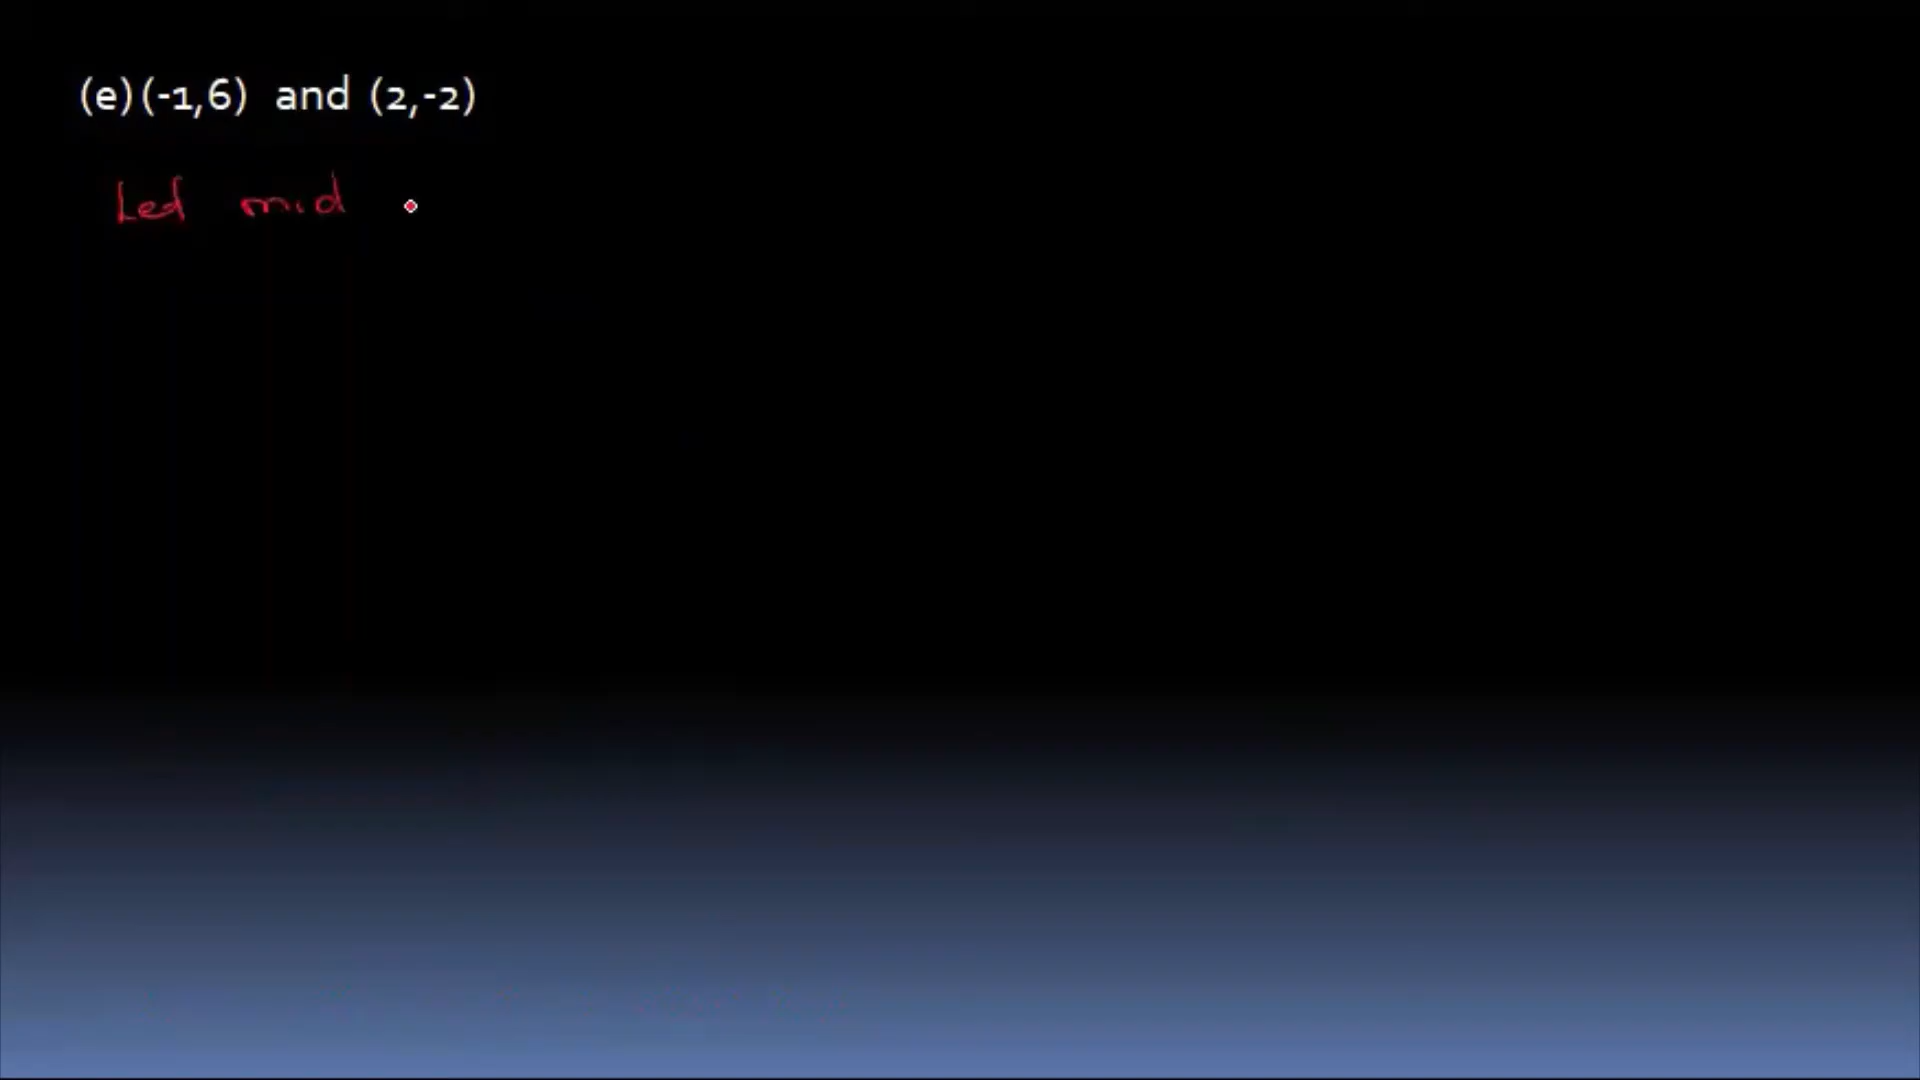 (e)(-1,6) and (2,-2)
Let mid